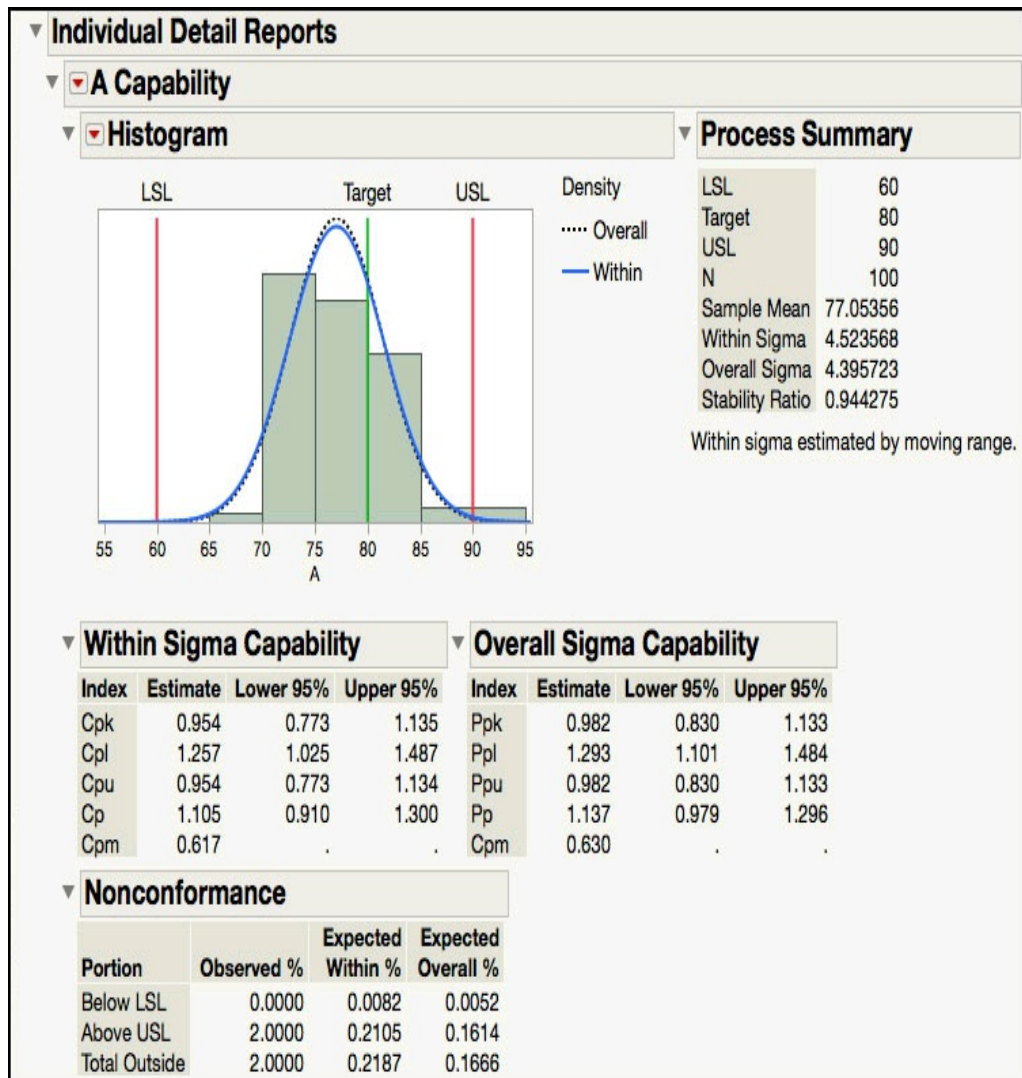 Individual Detail Reports
A Capability
Histogram
LSL Target USL
Density
Overall
Within
55 60 65 70 75 80 85 90 95
A
Process Summary
LSL 60
Target 80
USL 90
N 100
Sample Mean 77.05356
Within Sigma 4.523568
Overall Sigma 4.395723
Stability Ratio 0.944275
Within sigma estimated by moving range.
Within Sigma Capability
Index Estimate Lower 95% Upper 95%
Cpk 0.954 0.773 1.135
Cpl 1.257 1.025 1.487
Cpu 0.954 0.773 1.134
Cp 1.105 0.910 1.300
Cpm 0.617 . .
Overall Sigma Capability
Index Estimate Lower 95% Upper 95%
Ppk 0.982 0.830 1.133
Ppl 1.293 1.101 1.484
Ppu 0.982 0.830 1.133
Pp 1.137 0.979 1.296
Cpm 0.630 . .
Nonconformance
Expected Expected
Portion Observed % Within % Overall %
Below LSL 0.0000 0.0082 0.0052
Above USL 2.0000 0.2105 0.1614
Total Outside 2.0000 0.2187 0.1666